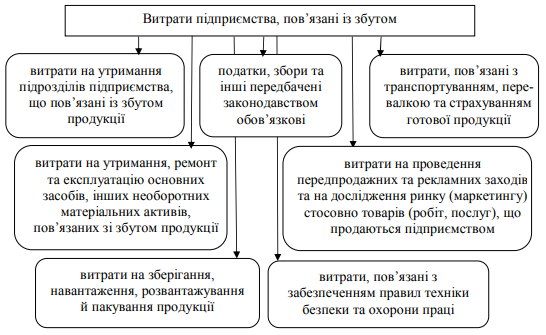 Витрати підприємства, пов’язані із збутом
витрати на утримання
підрозділів підприємства,
що пов’язані із збутом
продукції
податки, збори та
інші передбачені
законодавством
обов’язкові
витрати, пов’язані з
транспортуванням, пере-
валкою та страхуванням
готової продукції
витрати на утримання, ремонт
та експлуатацію основних
засобів, інших необоротних
матеріальних активів,
пов’язаних зі збутом продукції
витрати на проведення
передпродажних та рекламних заходів
та на дослідження ринку (маркетингу)
стосовно товарів (робіт, послуг), що
продаються підприємством
витрати на зберігання,
навантаження, розвантажування
й пакування продукції
витрати, пов’язані з
забезпеченням правил техніки
безпеки та охорони праці